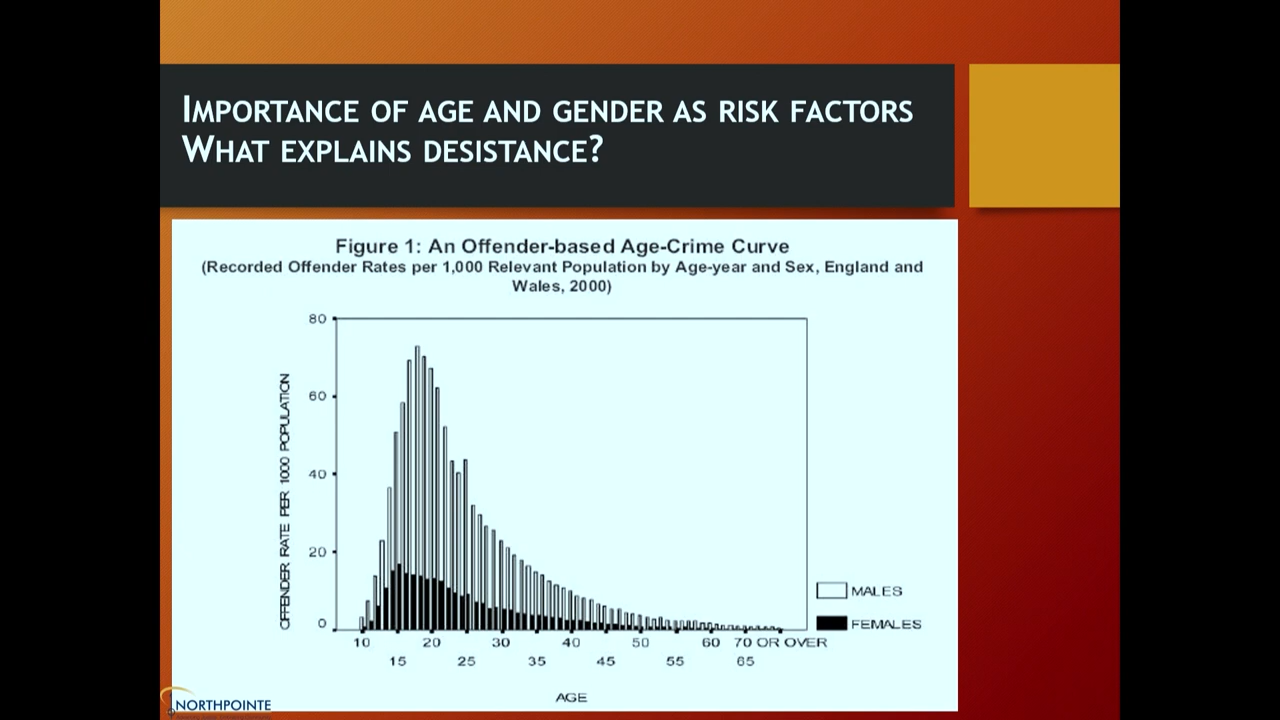 IMPORTANCE OF AGE AND GENDER AS RISK FACTORS
WHAT EXPLAINS DESISTANCE?
Figure 1: An Offender-based Age-Crime Curve
(Recorded Offender Rates per 1,000 Relevant Population by Age-year and Sex, England and
Wales, 2000)
OFFENDER RATE PER 1000 POPULATION
80
60
40
20
0
10 20 30 40 50 60 70 OR OVER
15 25 35 45 55 65
AGE
MALES
FEMALES
NORTHPOINTE